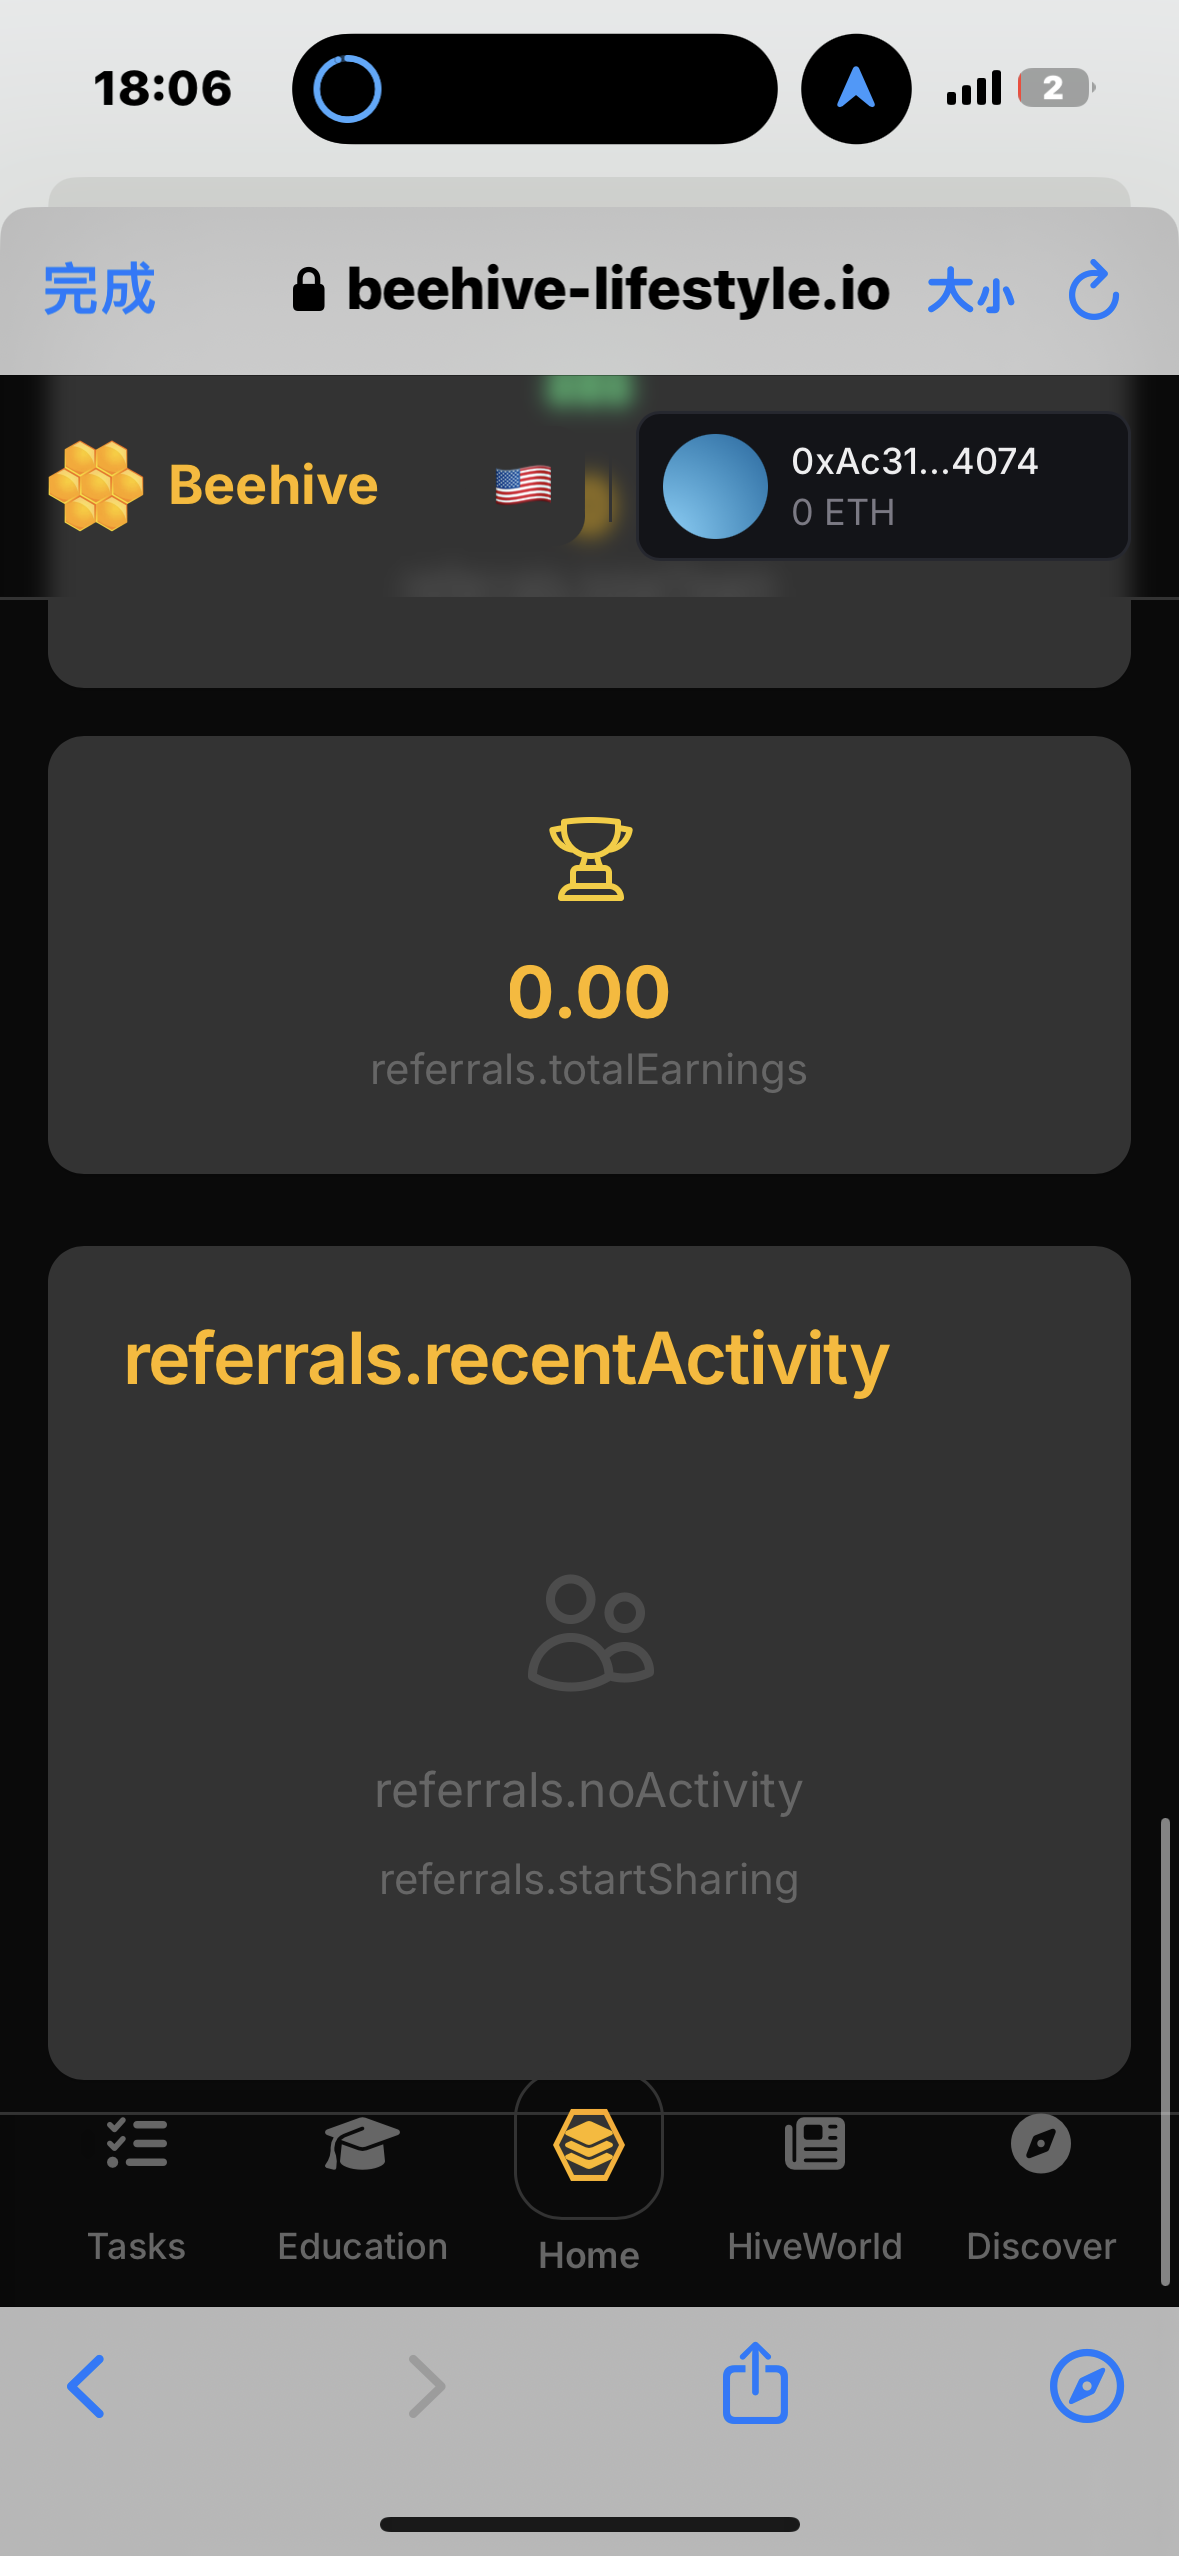 18:06
2
完成
beehive-lifestyle.io
大小
Beehive
0xAc31...4074
0 ETH
0.00
referrals.totalEarnings
referrals.recentActivity
referrals.noActivity
referrals.startSharing
Tasks
Education
Home
HiveWorld
Discover